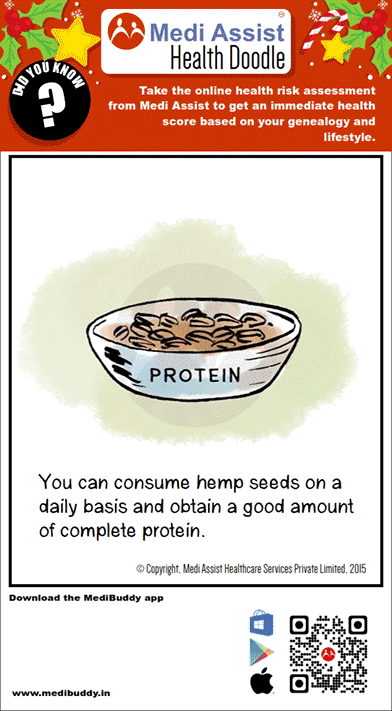 Medi Assist
Health Doodle
DID YOU KNOW
?
Take the online health risk assessment
from Medi Assist to get an immediate health
score based on your genealogy and
lifestyle.
PROTEIN
You can consume hemp seeds on a
daily basis and obtain a good amount
of complete protein.
© Copyright, Medi Assist Healthcare Services Private Limited, 2015
Download the MediBuddy app
www.medibuddy.in